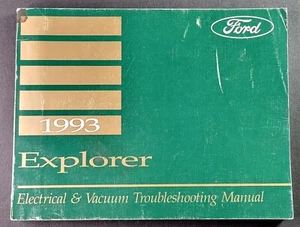 Ford
1993
Explorer
Electrical & Vacuum Troubleshooting Manual